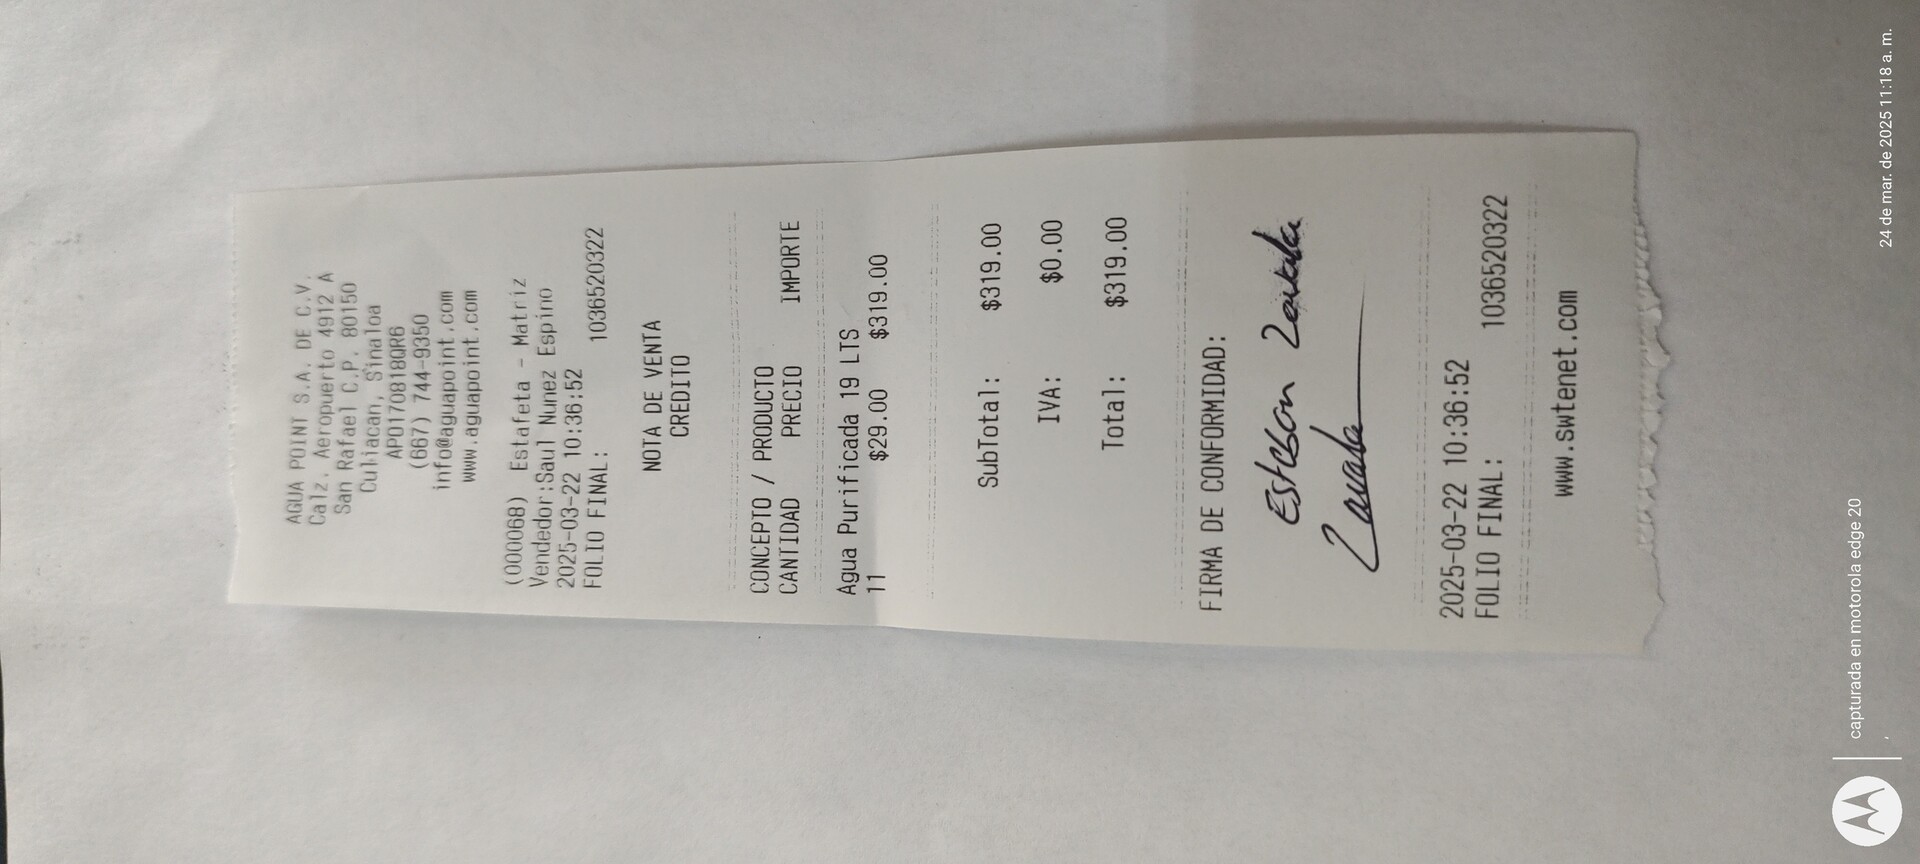 AGUA POINT S.A. DE C.V.
Calz. Aeropuerto 4912 A
San Rafael C.P. 80150
Culiacan, Sinaloa
APO170818QR6
(667) 744-9350
info@aguapoint.com
www.aguapoint.com
(000068) Estafeta - Matriz
Vendedor:Saul Nunez Espino
2025-03-22 10:36:52
FOLIO FINAL: 1036520322
NOTA DE VENTA
CREDITO
CONCEPTO / PRODUCTO
CANTIDAD PRECIO IMPORTE
Agua Purificada 19 LTS
11 $29.00 $319.00
SubTotal: $319.00
IVA: $0.00
Total: $319.00
FIRMA DE CONFORMIDAD:
Esteban Zavala
Zavala
2025-03-22 10:36:52
FOLIO FINAL: 1036520322
www.swtenet.com
capturada en motorola edge 20
24 de mar. de 2025 11:18 a. m.